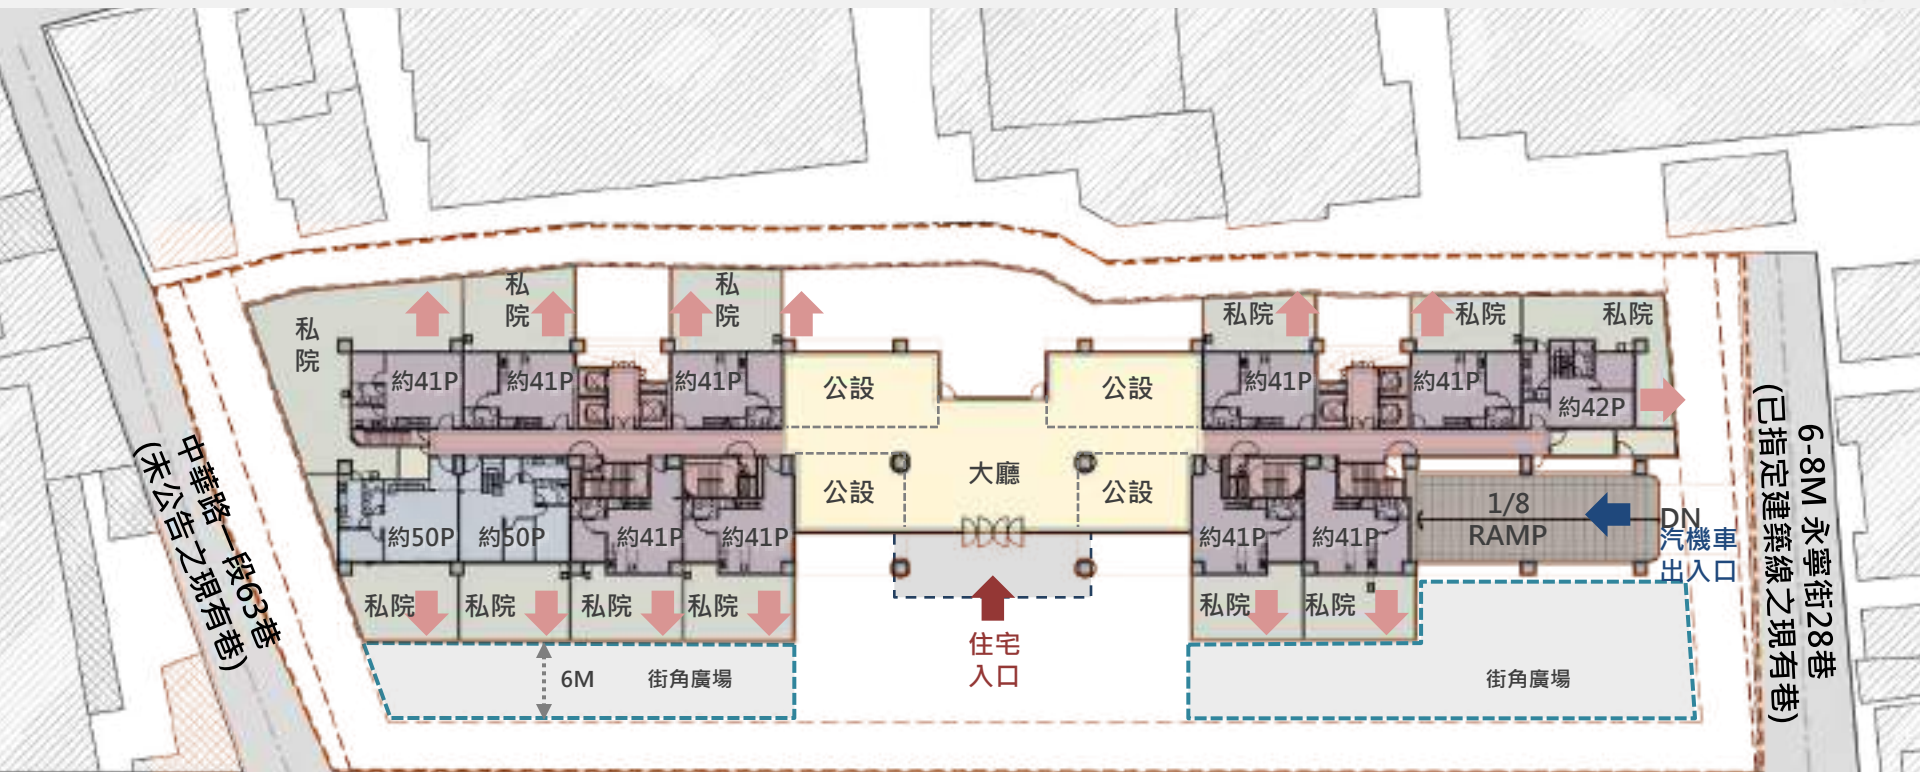 私院
私院
私院
私院
私院
私院
約41P
約41P
約41P
公設
公設
約41P
約41P
約42P
中華路一段63巷
(未公告之現有巷)
大廳
公設
公設
約50P
約50P
約41P
約41P
約41P
約41P
1/8
RAMP
DN
汽機車
出入口
6-8M 永寧街28巷
(已指定建築線之現有巷)
私院
私院
私院
私院
私院
私院
住宅
入口
6M
街角廣場
街角廣場